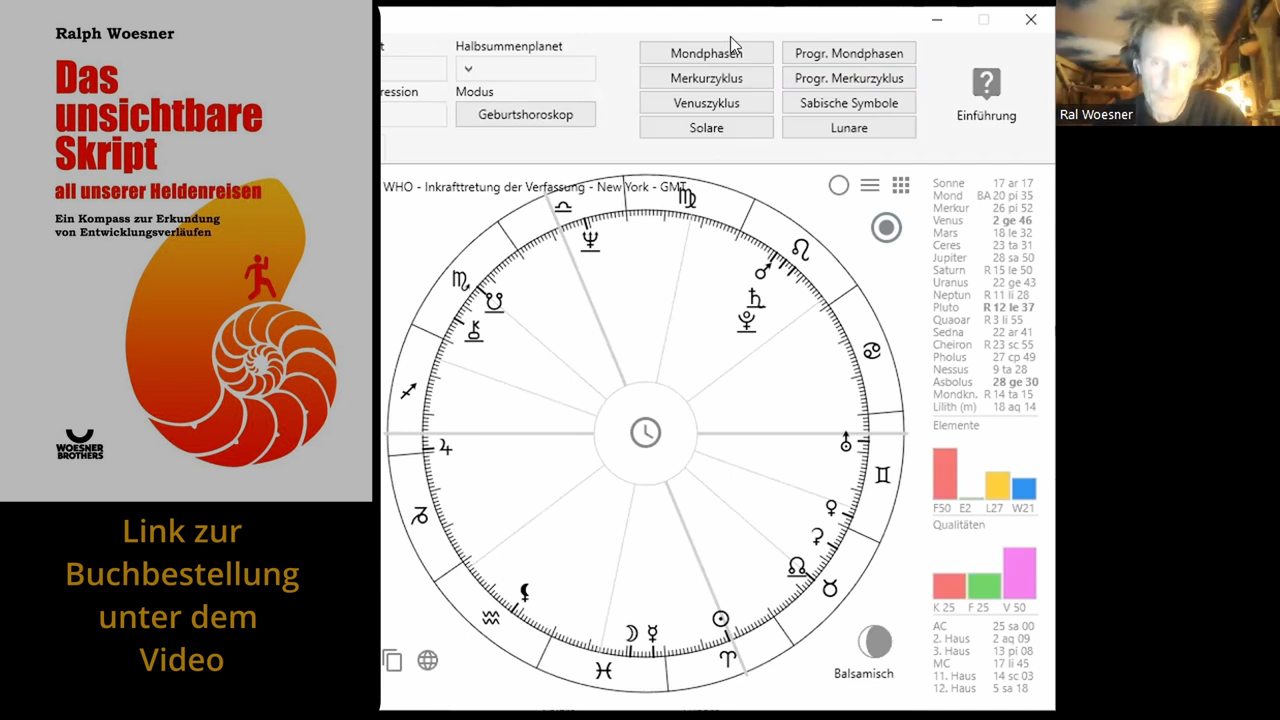 Ralph Woesner
Das
unsichtbare
Skript
all unserer Heldenreisen
Ein Kompass zur Erkundung
von Entwicklungsverläufen
WOESNER
BROTHERS
Link zur
Buchbestellung
unter dem
Video
t
Halbsummenplanet
ression
Modus
Geburtshoroskop
Mondphasen
Progr. Mondphasen
Merkurzyklus
Progr. Merkurzyklus
Venuszyklus
Sabische Symbole
Solare
Lunare
Einführung
Ral Woesner
WHO - Inkrafttretung der Verfassung - New York - GMT
Sonne 17 ar 17
Mond BA 20 pi 35
Merkur 26 pi 52
Venus 2 ge 46
Mars 18 le 32
Ceres 23 ta 31
Jupiter 28 sa 50
Saturn R 15 le 50
Uranus 22 ge 43
Neptun R 11 li 28
Pluto R 12 le 37
Quaoar R 3 li 55
Sedna 22 ar 41
Cheiron R 23 sc 55
Pholus 27 cp 49
Nessus 9 ta 28
Asbolus 28 ge 30
Mondkn. R 14 ta 15
Lilith (m) 18 aq 14
Elemente
F50 E2 L27 W21
Qualitäten
K 25 F 25 V 50
AC 25 sa 00
2. Haus 2 aq 09
3. Haus 13 pi 08
MC 17 li 45
11. Haus 14 sc 03
12. Haus 5 sa 18
Balsamisch